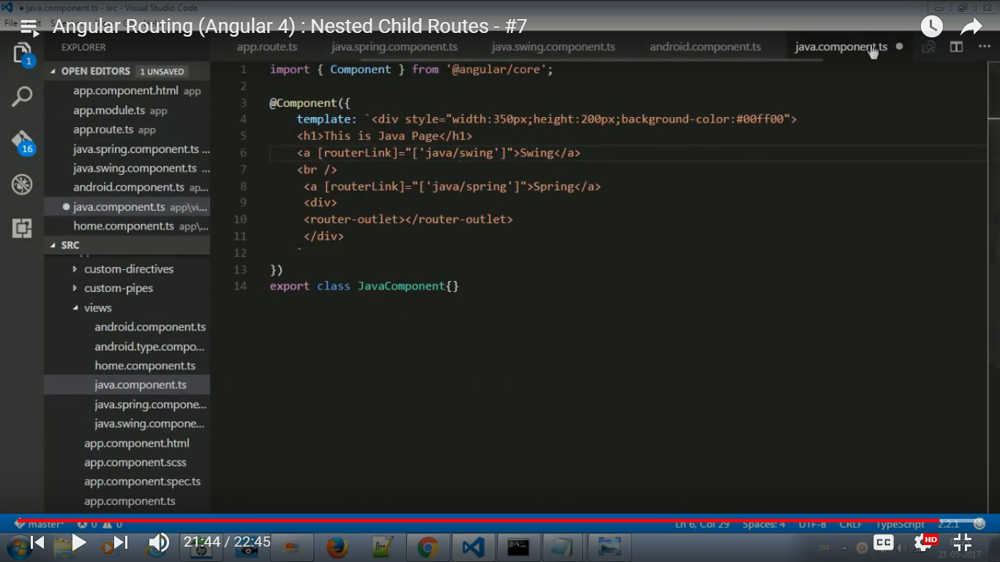 java.component.ts - src - Visual Studio Code
File
Angular Routing (Angular 4) : Nested Child Routes - #7
EXPLORER
app.route.ts
java.spring.component.ts
java.swing.component.ts
android.component.ts
java.component.ts
1
OPEN EDITORS 1 UNSAVED
app.component.html app
app.module.ts app
app.route.ts app
java.spring.component.ts ...
16
java.swing.component.ts ...
android.component.ts ap...
java.component.ts app\vi...
home.component.ts app\...
SRC
custom-directives
custom-pipes
views
android.component.ts
android.type.compo...
home.component.ts
java.component.ts
java.spring.compone...
java.swing.compone...
app.component.html
app.component.scss
app.component.spec.ts
app.component.ts
1 import { Component } from '@angular/core';
2
3 @Component({
4 template: `<div style="width:350px;height:200px;background-color:#00ff00">
5 <h1>This is Java Page</h1>
6 <a [routerLink]="['java/swing']">Swing</a>
7 <br />
8 <a [routerLink]="['java/spring']">Spring</a>
9 <div>
10 <router-outlet></router-outlet>
11 </div>
12 `
13 })
14 export class JavaComponent{}
master* 0 0
Ln 6, Col 29 Spaces: 4 UTF-8 CRLF TypeScript 2.2.1
21:44 / 22:45
CC
HD
21-05-2017